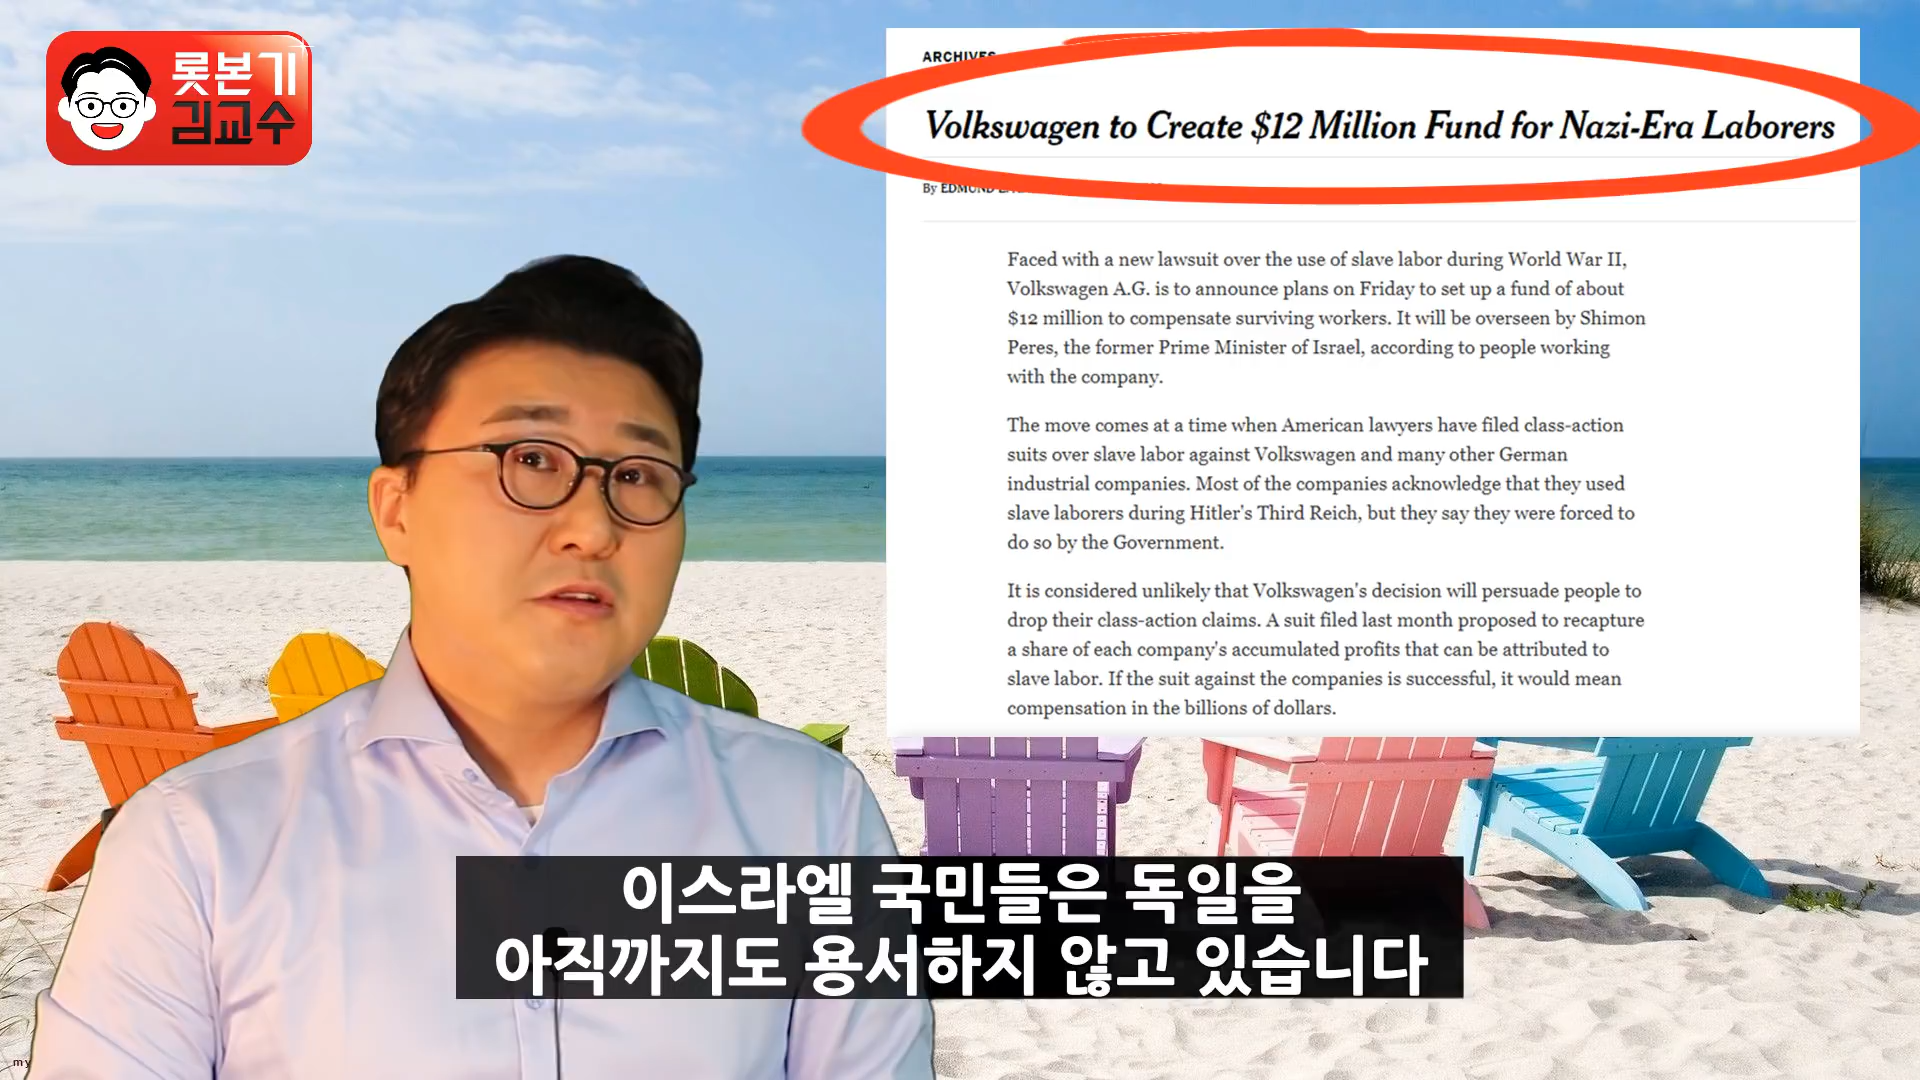 롯본기
김교수
ARCHIVES
Volkswagen to Create $12 Million Fund for Nazi-Era Laborers
By EDMUND
Faced with a new lawsuit over the use of slave labor during World War II,
Volkswagen A.G. is to announce plans on Friday to set up a fund of about
$12 million to compensate surviving workers. It will be overseen by Shimon
Peres, the former Prime Minister of Israel, according to people working
with the company.
The move comes at a time when American lawyers have filed class-action
suits over slave labor against Volkswagen and many other German
industrial companies. Most of the companies acknowledge that they used
slave laborers during Hitler's Third Reich, but they say they were forced to
do so by the Government.
It is considered unlikely that Volkswagen's decision will persuade people to
drop their class-action claims. A suit filed last month proposed to recapture
a share of each company's accumulated profits that can be attributed to
slave labor. If the suit against the companies is successful, it would mean
compensation in the billions of dollars.
이스라엘 국민들은 독일을
아직까지도 용서하지 않고 있습니다
my